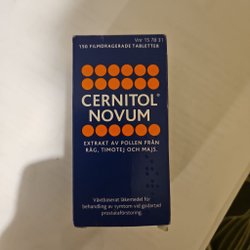 Vnr 15 78 31
150 FILMDRAGERADE TABLETTER
CERNITOL®
NOVUM
EXTRAKT AV POLLEN FRÅN
RÅG, TIMOTEJ OCH MAJS.
Växtbaserat läkemedel för
behandling av symtom vid godartad
prostataförstoring.